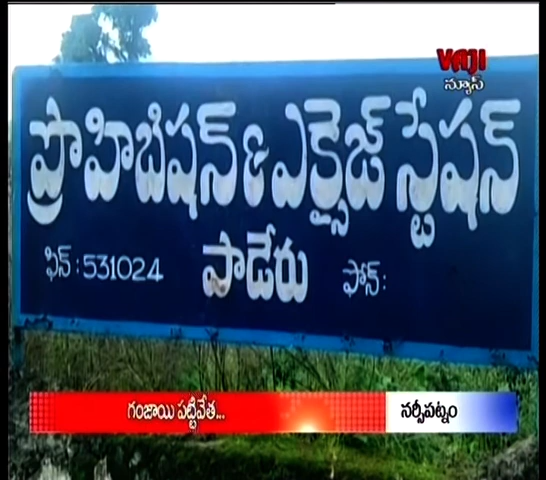 VAJI
న్యూస్
ప్రొహిబిషన్ & ఎక్సైజ్ స్టేషన్
పిన్ : 531024 పాడేరు ఫోన్ :
గంజాయి పట్టివేత... నర్సీపట్నం